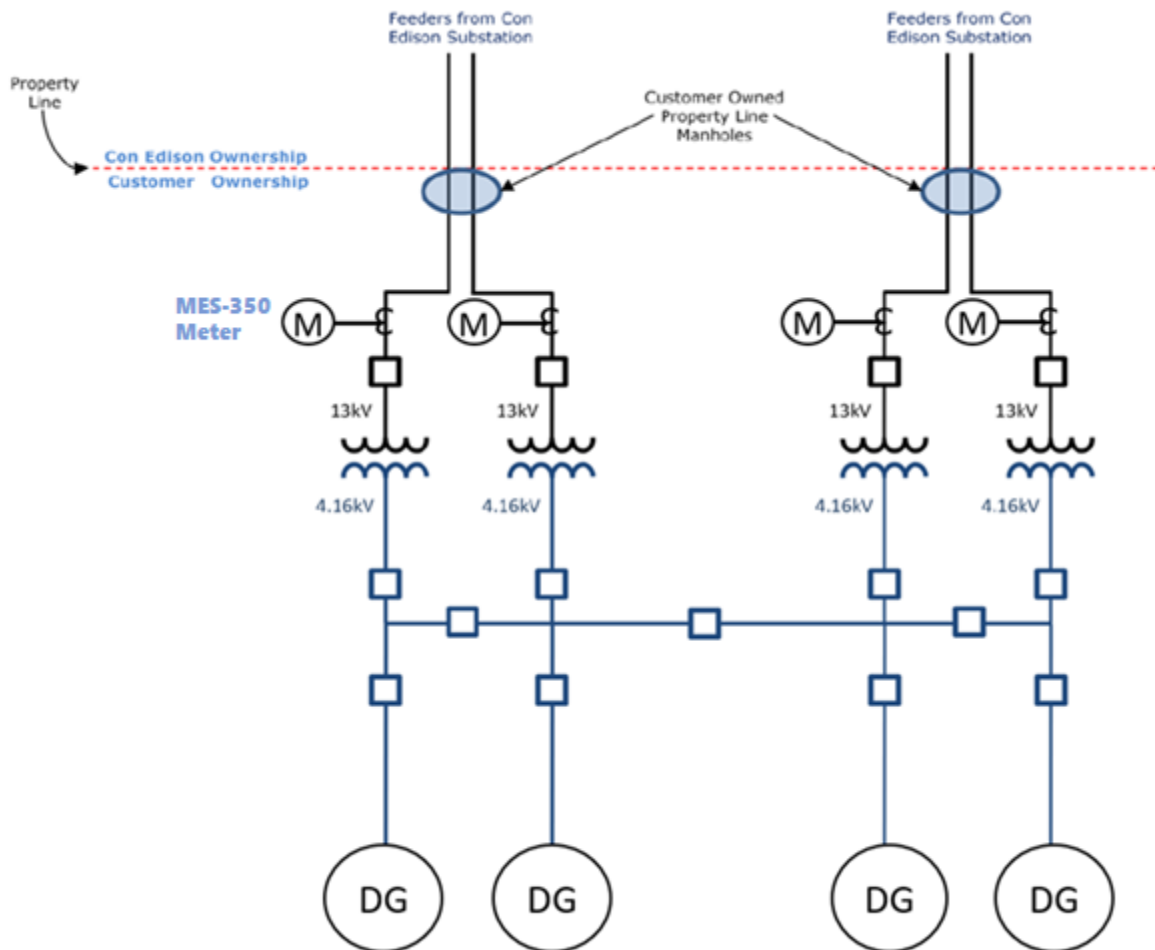 Feeders from Con
Edison Substation
Feeders from Con
Edison Substation
Property
Line
Customer Owned
Property Line
Manholes
Con Edison Ownership
Customer Ownership
MES-350
Meter
M
M
M
M
13kV
13kV
13kV
13kV
4.16kV
4.16kV
4.16kV
4.16kV
DG
DG
DG
DG